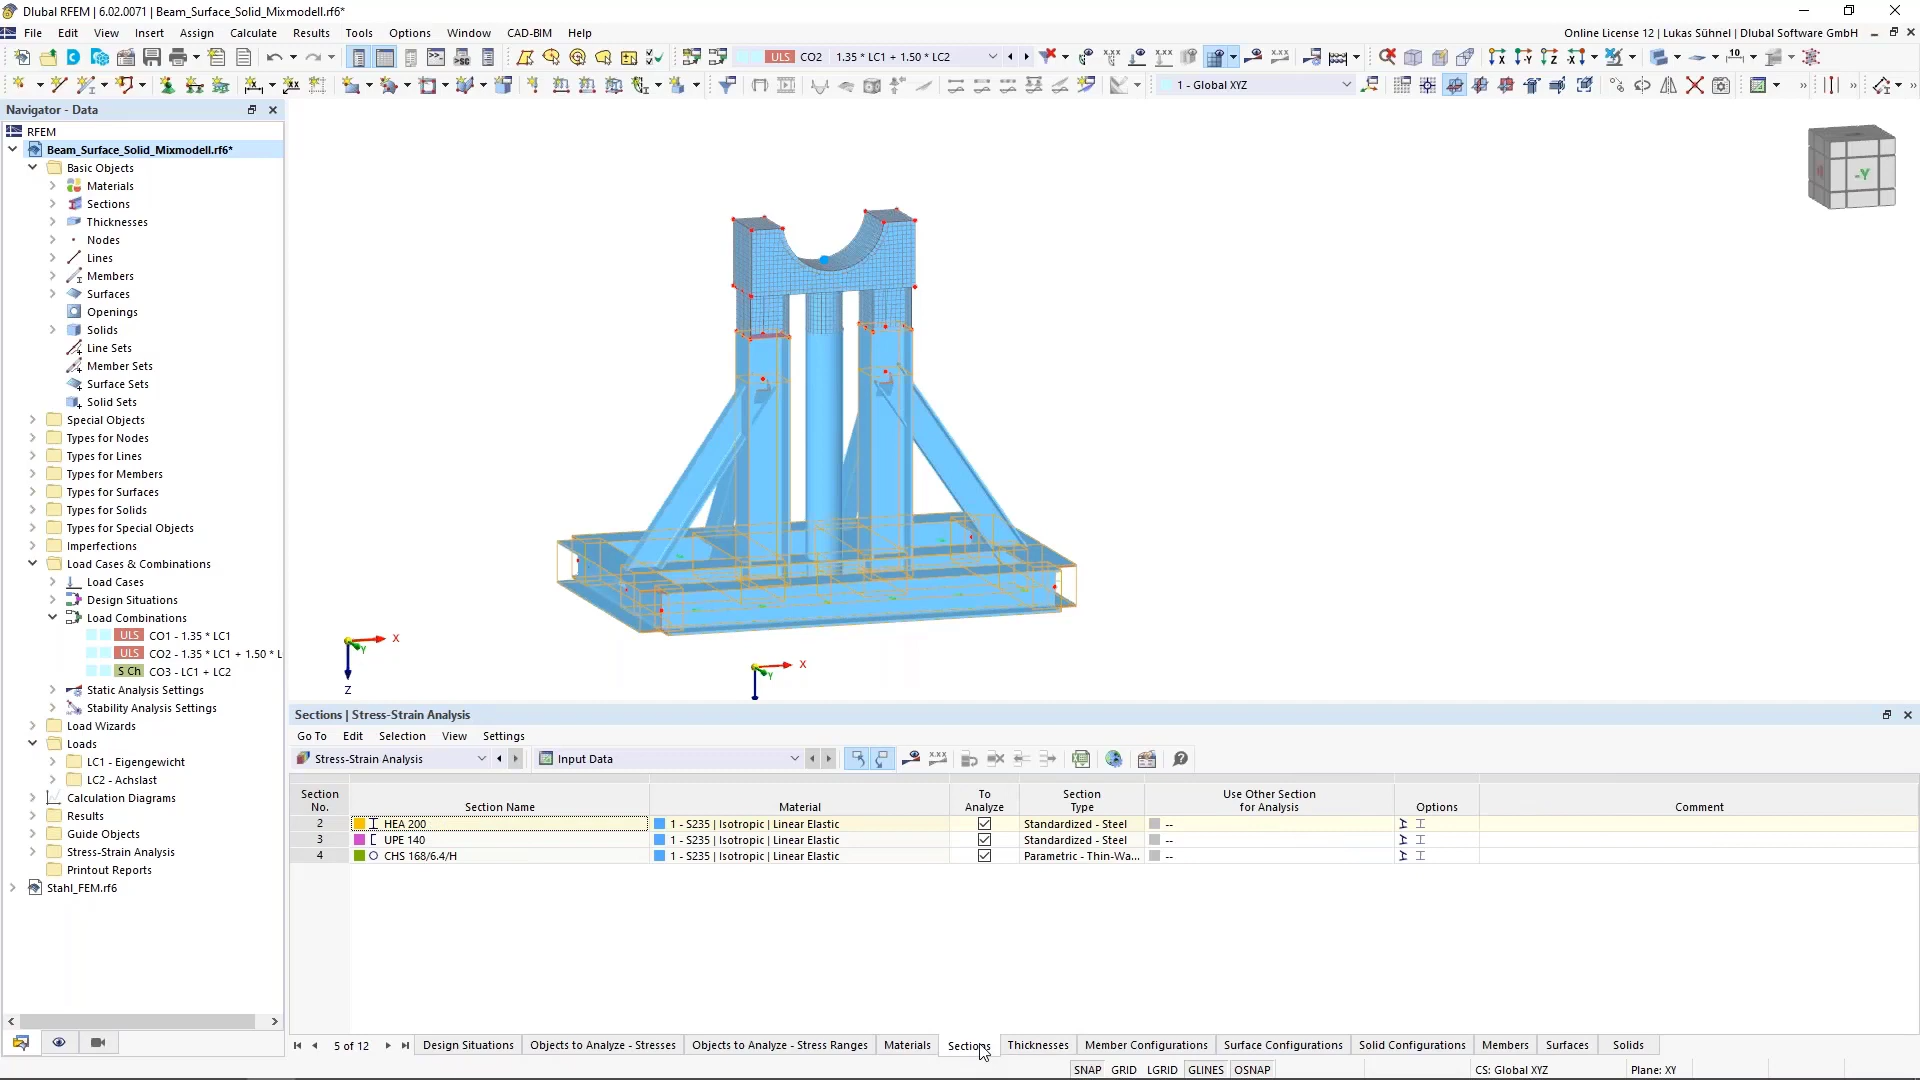 Dlubal RFEM | 6.02.0071 | Beam_Surface_Solid_Mixmodell.rf6*
File Edit View Insert Assign Calculate Results Tools Options Window CAD-BIM Help
Online License 12 | Lukas Sühnel | Dlubal Software GmbH
ULS CO2 1.35 * LC1 + 1.50 * LC2
1 - Global XYZ
Navigator - Data
RFEM
Beam_Surface_Solid_Mixmodell.rf6*
Basic Objects
Materials
Sections
Thicknesses
Nodes
Lines
Members
Surfaces
Openings
Solids
Line Sets
Member Sets
Surface Sets
Solid Sets
Special Objects
Types for Nodes
Types for Lines
Types for Members
Types for Surfaces
Types for Solids
Types for Special Objects
Imperfections
Load Cases & Combinations
Load Cases
Design Situations
Load Combinations
ULS CO1 - 1.35 * LC1
ULS CO2 - 1.35 * LC1 + 1.50 * L
S Ch CO3 - LC1 + LC2
Static Analysis Settings
Stability Analysis Settings
Load Wizards
Loads
LC1 - Eigengewicht
LC2 - Achslast
Calculation Diagrams
Results
Guide Objects
Stress-Strain Analysis
Printout Reports
Stahl_FEM.rf6
-Y
X
Y
Z
X
Y
Sections | Stress-Strain Analysis
Go To Edit Selection View Settings
Stress-Strain Analysis Input Data
Section No. Section Name Material To Analyze Section Type Use Other Section for Analysis Options Comment
2 HEA 200 1 - S235 | Isotropic | Linear Elastic Standardized - Steel --
3 UPE 140 1 - S235 | Isotropic | Linear Elastic Standardized - Steel --
4 CHS 168/6.4/H 1 - S235 | Isotropic | Linear Elastic Parametric - Thin-Wa... --
5 of 12 Design Situations Objects to Analyze - Stresses Objects to Analyze - Stress Ranges Materials Sections Thicknesses Member Configurations Surface Configurations Solid Configurations Members Surfaces Solids
SNAP GRID LGRID GLINES OSNAP CS: Global XYZ Plane: XY